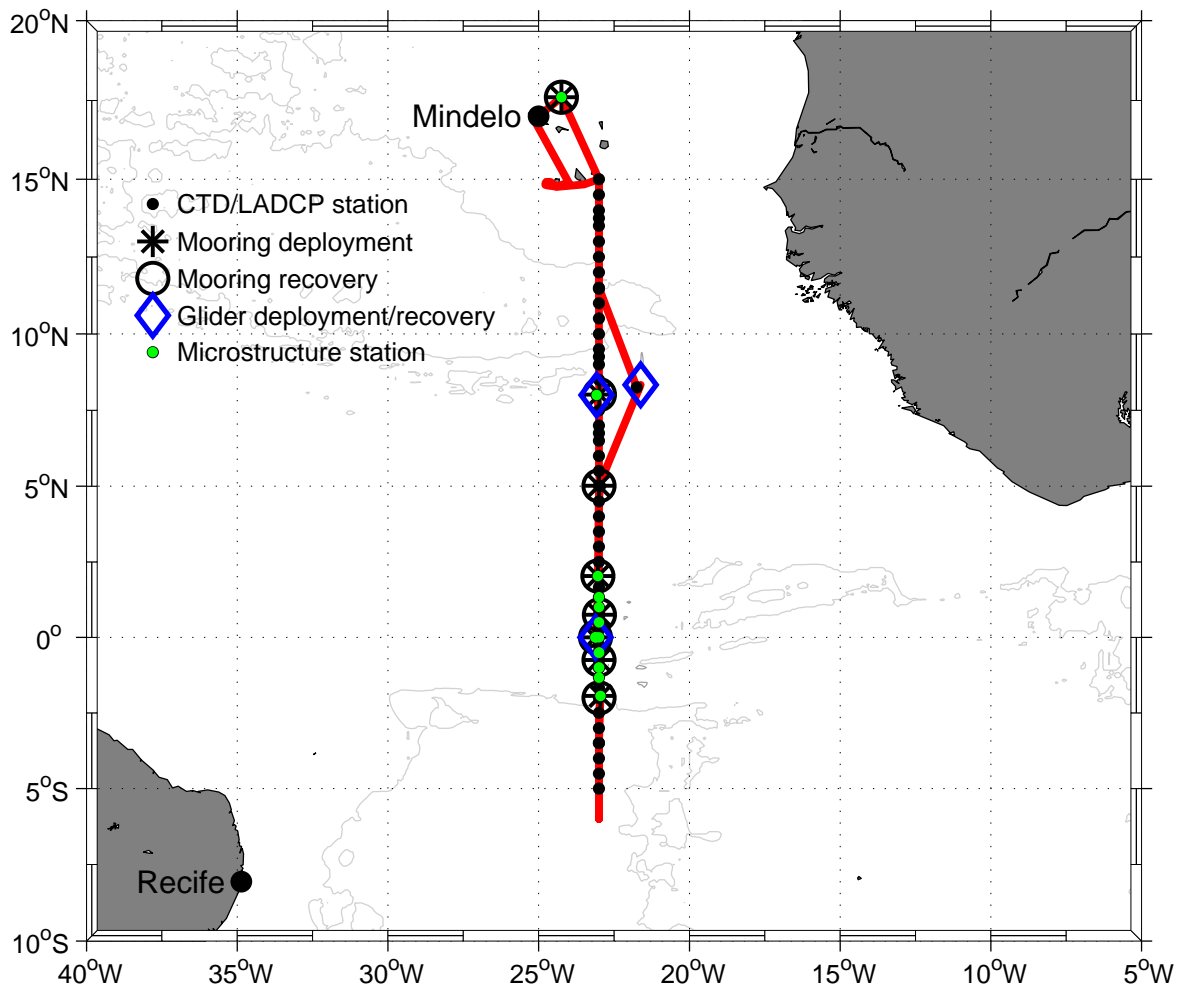 20°N
Mindelo
15°N
CTD/LADCP station
Mooring deployment
Mooring recovery
10°N
Glider deployment/recovery
Microstructure station
5°N
0°
5°S
Recife
10°S
40°W 35°W 30°W 25°W 20°W 15°W 10°W 5°W